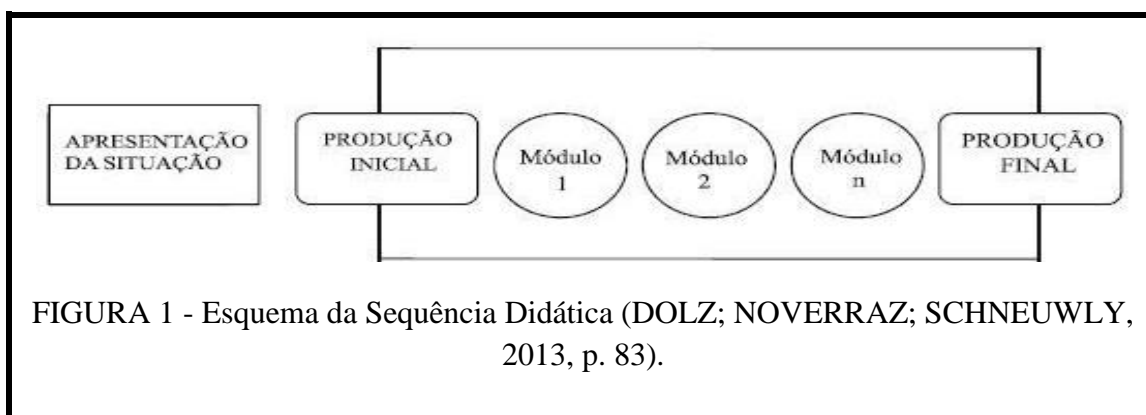 APRESENTAÇÃO
DA SITUAÇÃO
PRODUÇÃO
INICIAL
Módulo
1
Módulo
2
Módulo
n
PRODUÇÃO
FINAL
FIGURA 1 - Esquema da Sequência Didática (DOLZ; NOVERRAZ; SCHNEUWLY,
2013, p. 83).